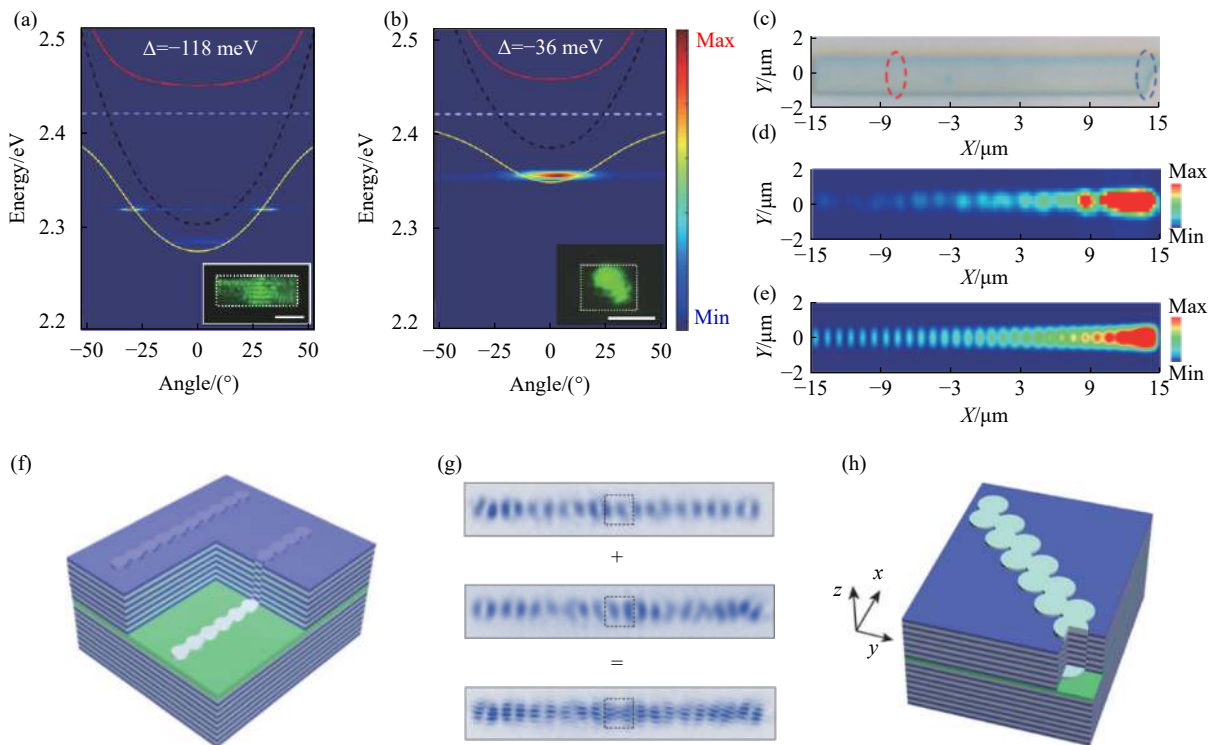 (a)
Δ=−118 meV
2.5
2.4
2.3
2.2
Energy/eV
−50 −25 0 25 50
Angle/(°)
(b)
Δ=−36 meV
2.5
2.4
2.3
2.2
Energy/eV
−50 −25 0 25 50
Angle/(°)
Max
Min
(c)
2
0
−2
Y/μm
−15 −9 −3 3 9 15
X/μm
(d)
2
0
−2
Y/μm
−15 −9 −3 3 9 15
X/μm
Max
Min
(e)
2
0
−2
Y/μm
−15 −9 −3 3 9 15
X/μm
Max
Min
(f)
(g)
+
=
(h)
z
x
y